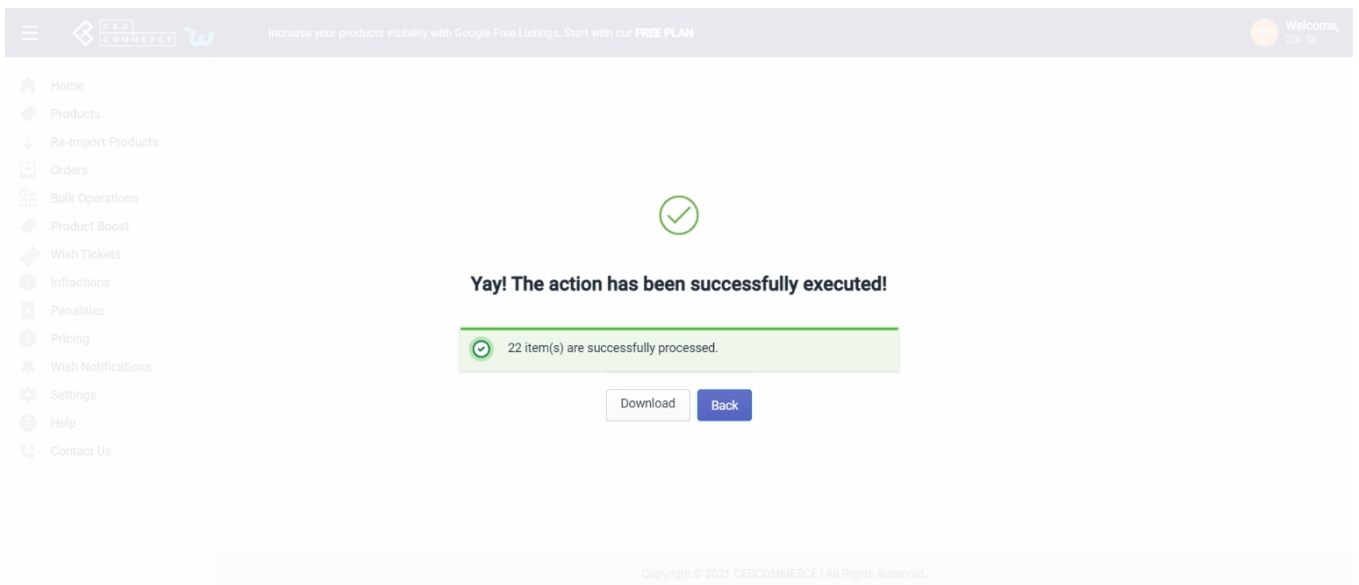 CED COMMERCE
Increase your products visibility with Google Free Listings. Start with our FREE PLAN
Welcome,
20k Sh
Home
Products
Re-Import Products
Orders
Bulk Operations
Product Boost
Wish Tickets
Infractions
Penalities
Pricing
Wish Notifications
Settings
Help
Contact Us
Yay! The action has been successfully executed!
22 item(s) are successfully processed.
Download
Back
Copyright © 2021 CEDCOMMERCE | All Rights Reserved.